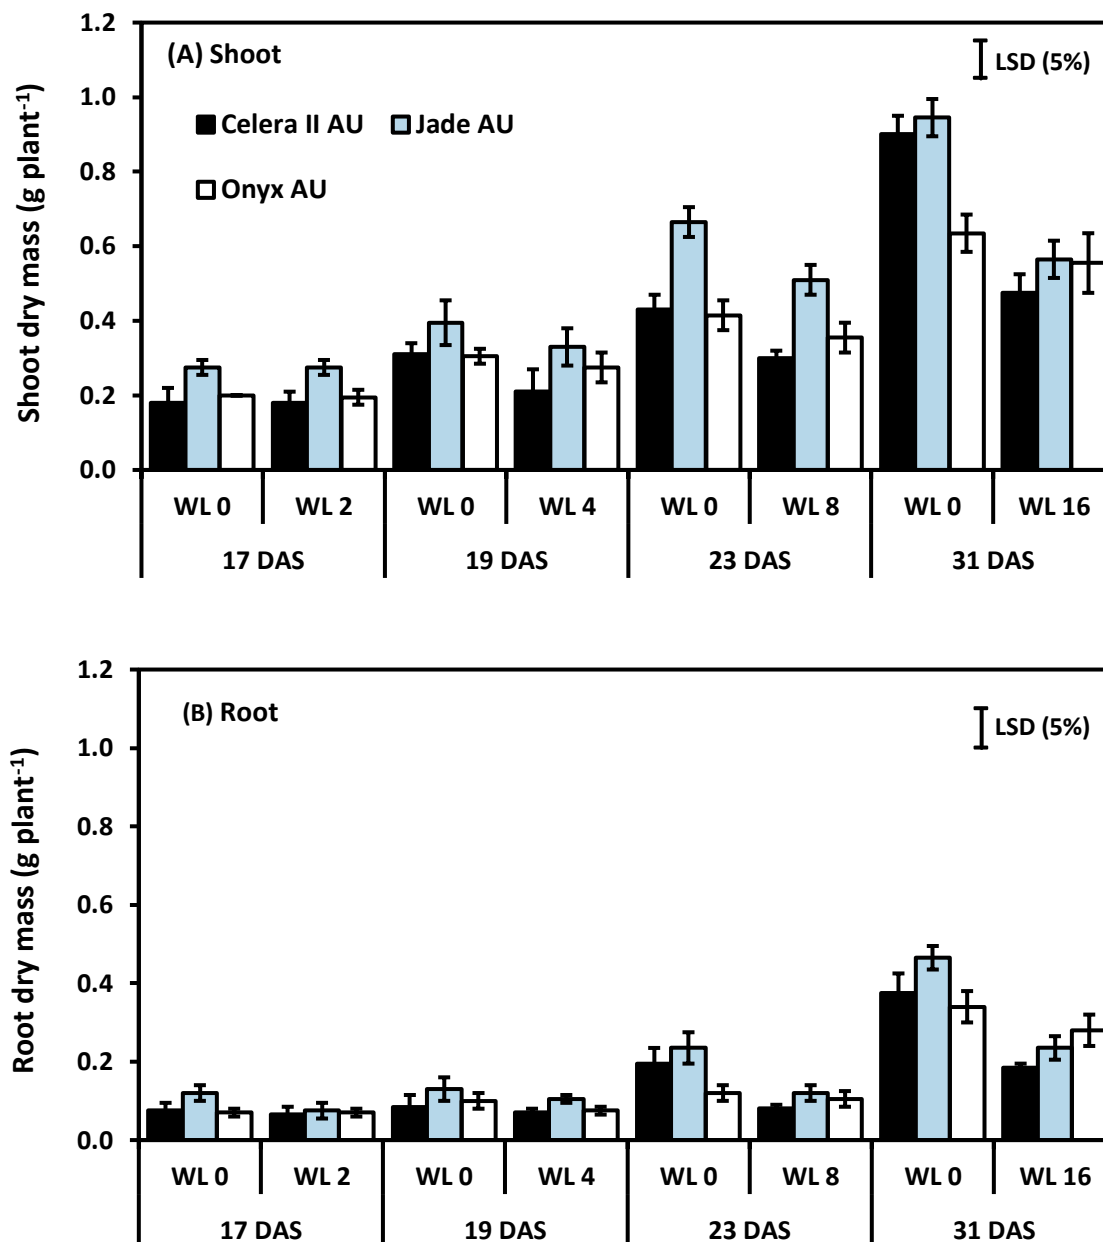 (A) Shoot
LSD (5%)
Celera II AU Jade AU
Onyx AU
Shoot dry mass (g plant⁻¹)
1.2
1.0
0.8
0.6
0.4
0.2
0.0
WL 0 WL 2 WL 0 WL 4 WL 0 WL 8 WL 0 WL 16
17 DAS 19 DAS 23 DAS 31 DAS
(B) Root
LSD (5%)
Root dry mass (g plant⁻¹)
1.2
1.0
0.8
0.6
0.4
0.2
0.0
WL 0 WL 2 WL 0 WL 4 WL 0 WL 8 WL 0 WL 16
17 DAS 19 DAS 23 DAS 31 DAS